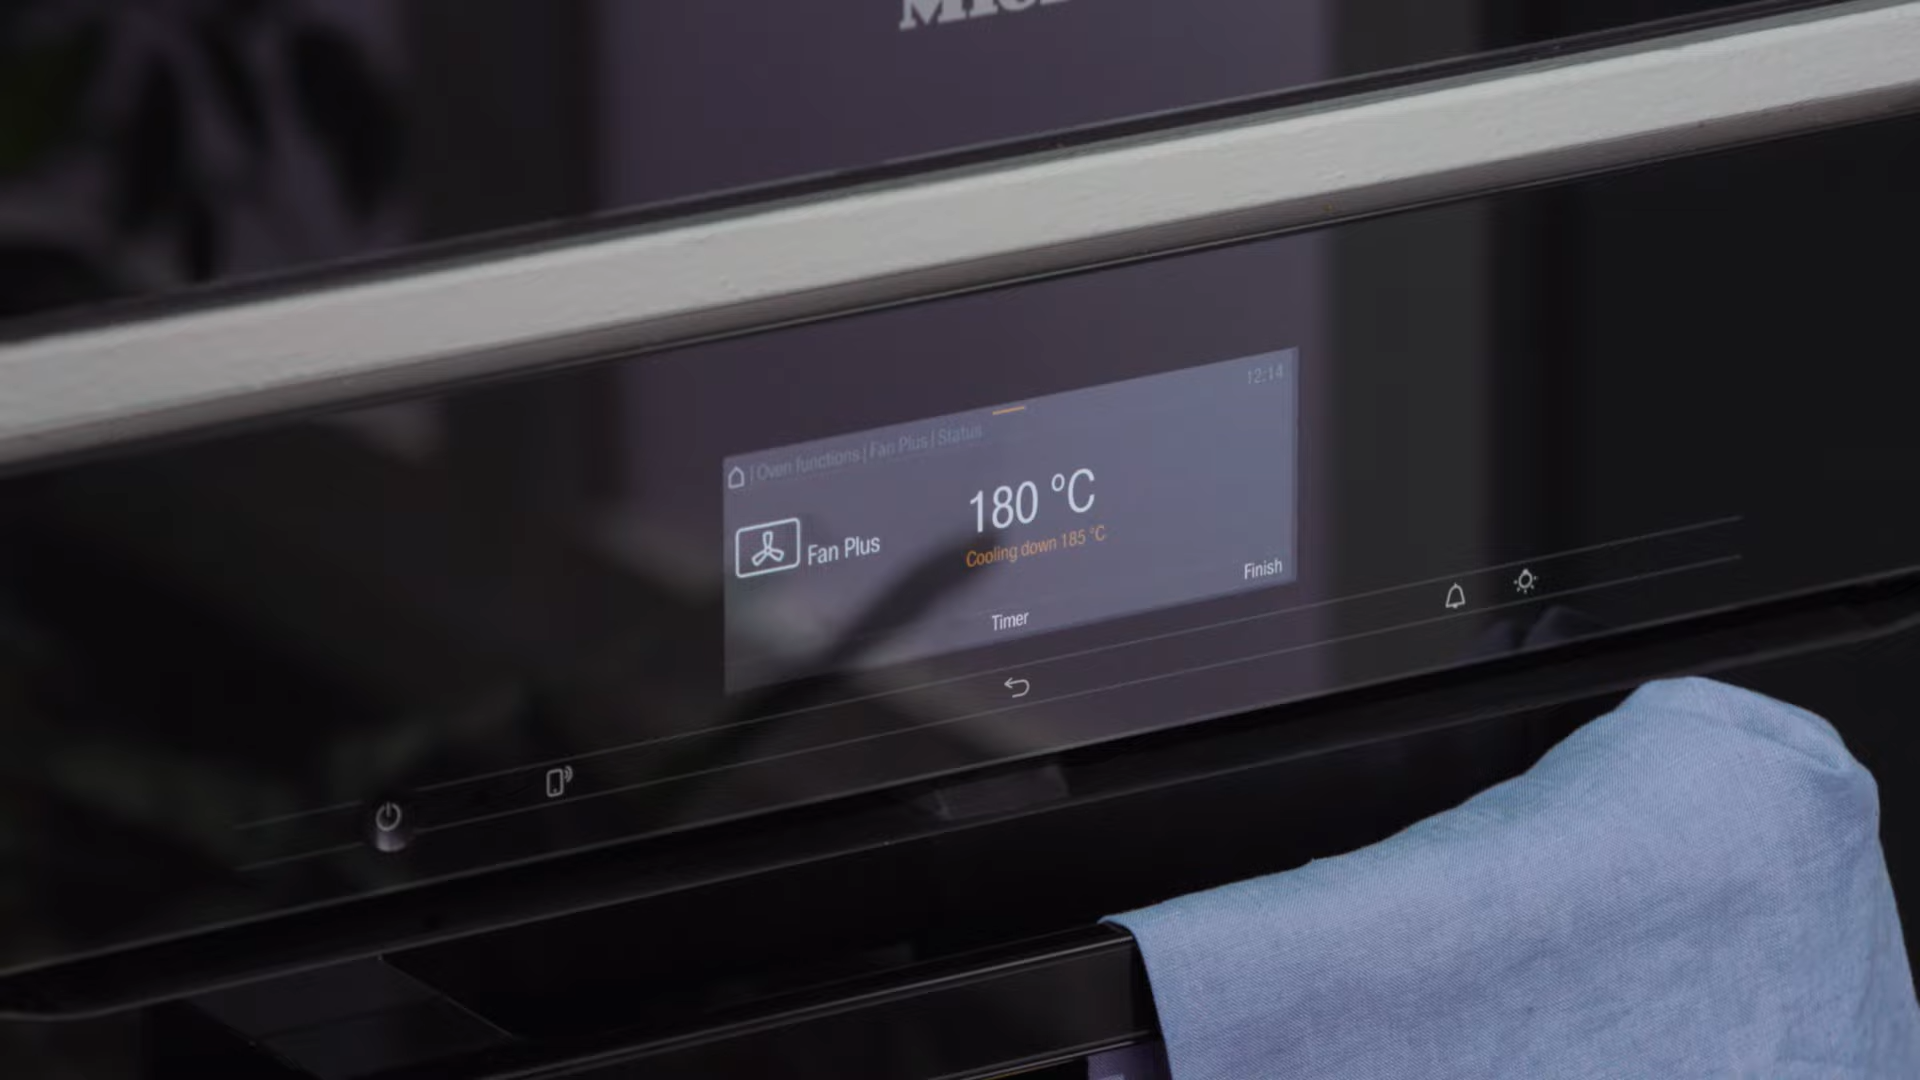 12:14
| Oven functions | Fan Plus | Status
180 °C
Fan Plus
Cooling down 185 °C
Finish
Timer